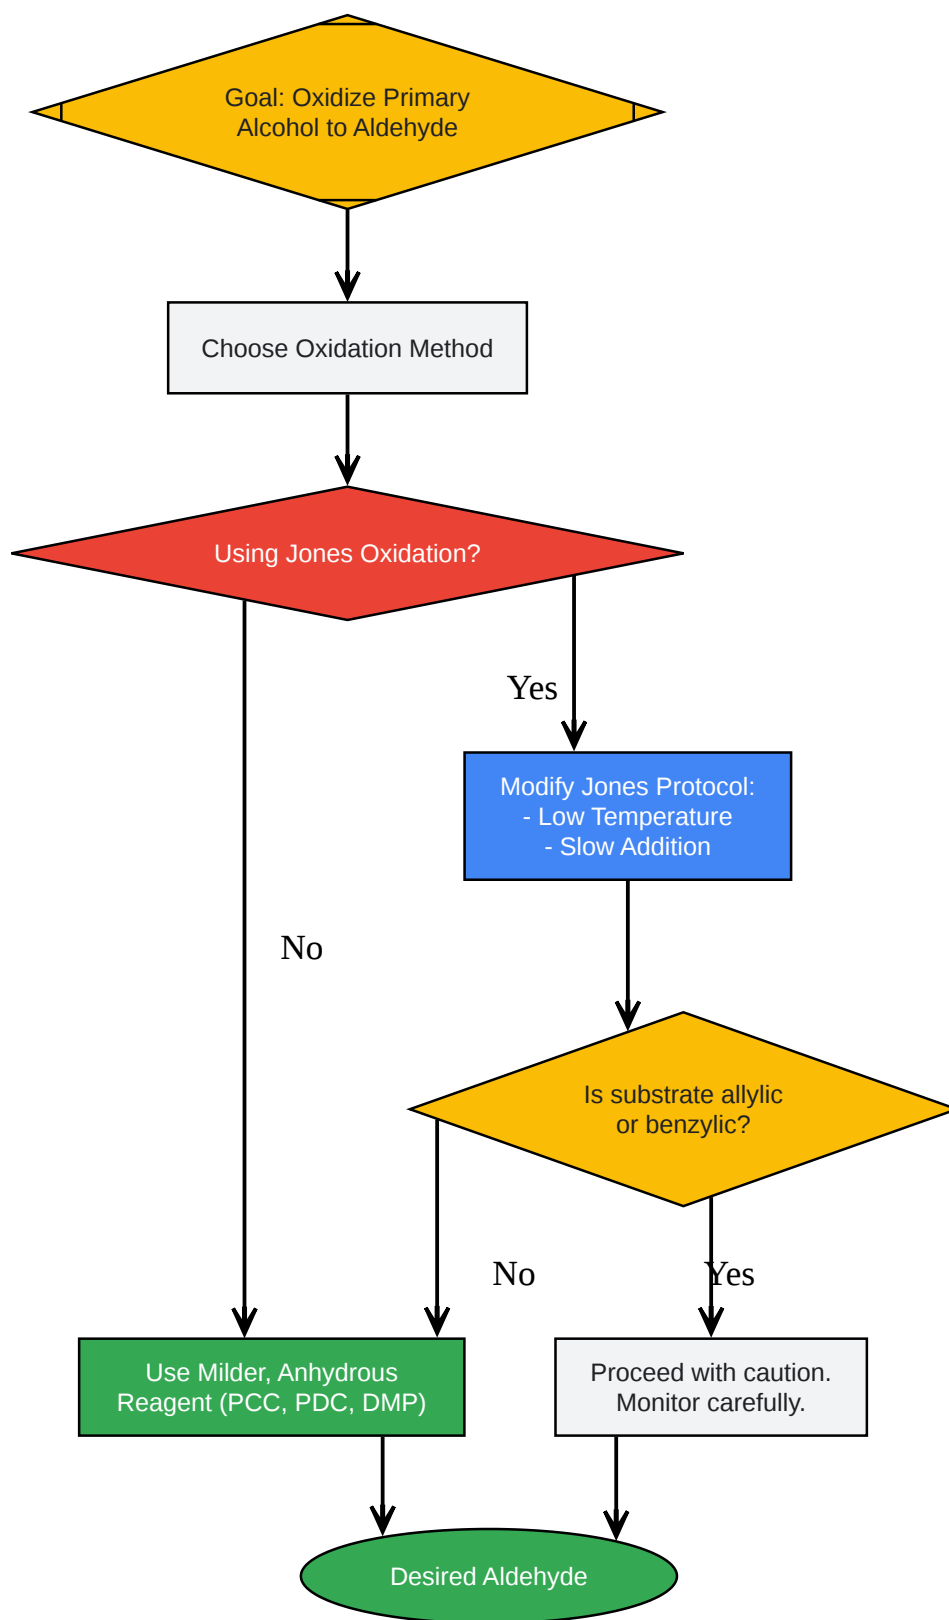 Goal: Oxidize Primary
Alcohol to Aldehyde
Choose Oxidation Method
Using Jones Oxidation?
Yes
Modify Jones Protocol:
- Low Temperature
- Slow Addition
No
Is substrate allylic
or benzylic?
No
Yes
Use Milder, Anhydrous
Reagent (PCC, PDC, DMP)
Proceed with caution.
Monitor carefully.
Desired Aldehyde